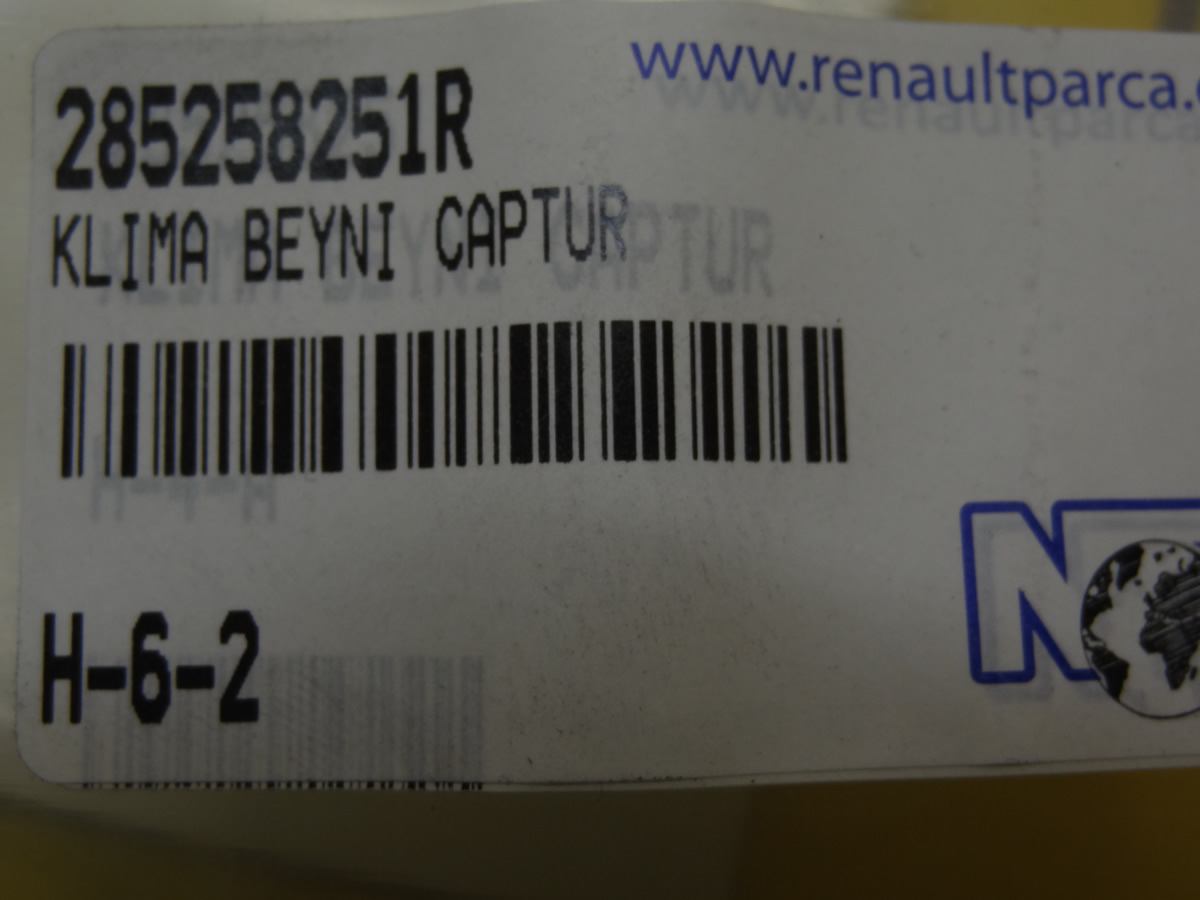 www.renaultparca.
285258251R
KLIMA BEYNI CAPTUR
H-6-2